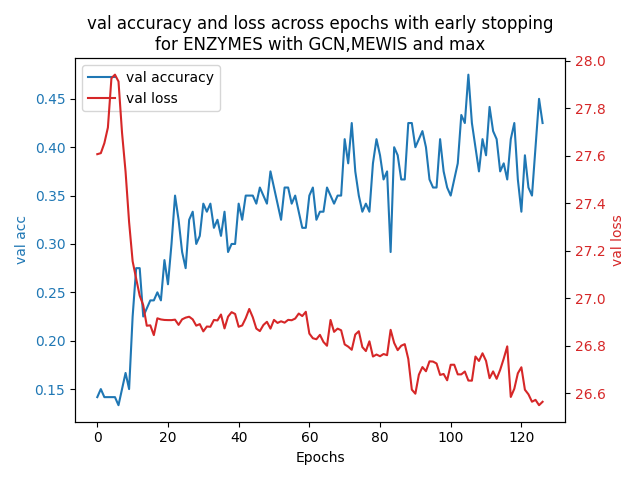 val accuracy and loss across epochs with early stopping
for ENZYMES with GCN,MEWIS and max
val accuracy
val loss
0.45
0.40
0.35
0.30
0.25
0.20
0.15
val acc
28.0
27.8
27.6
27.4
27.2
27.0
26.8
26.6
val loss
0 20 40 60 80 100 120
Epochs